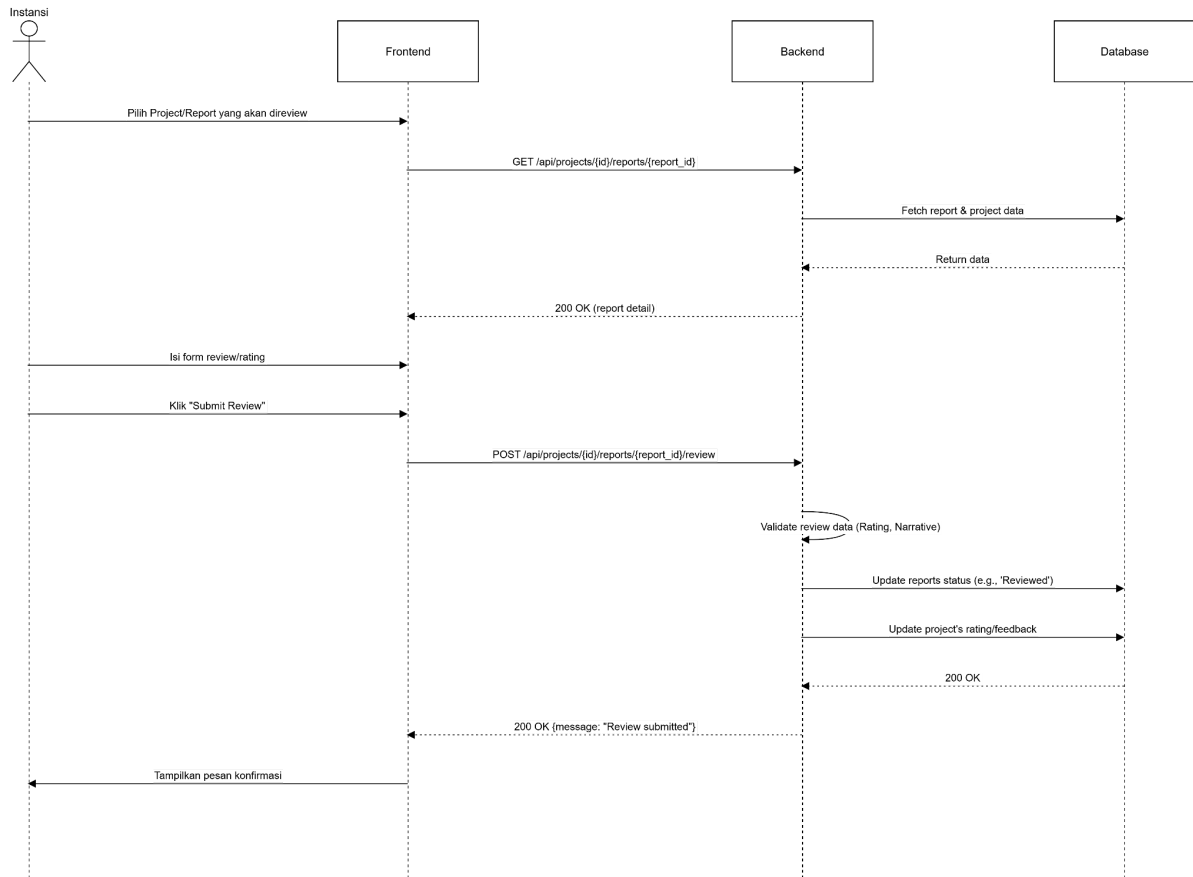 Instansi
Frontend
Backend
Database
Pilih Project/Report yang akan direview
GET /api/projects/{id}/reports/{report_id}
Fetch report & project data
Return data
200 OK (report detail)
Isi form review/rating
Klik "Submit Review"
POST /api/projects/{id}/reports/{report_id}/review
Validate review data (Rating, Narrative)
Update reports status (e.g., 'Reviewed')
Update project's rating/feedback
200 OK
200 OK {message: "Review submitted"}
Tampilkan pesan konfirmasi